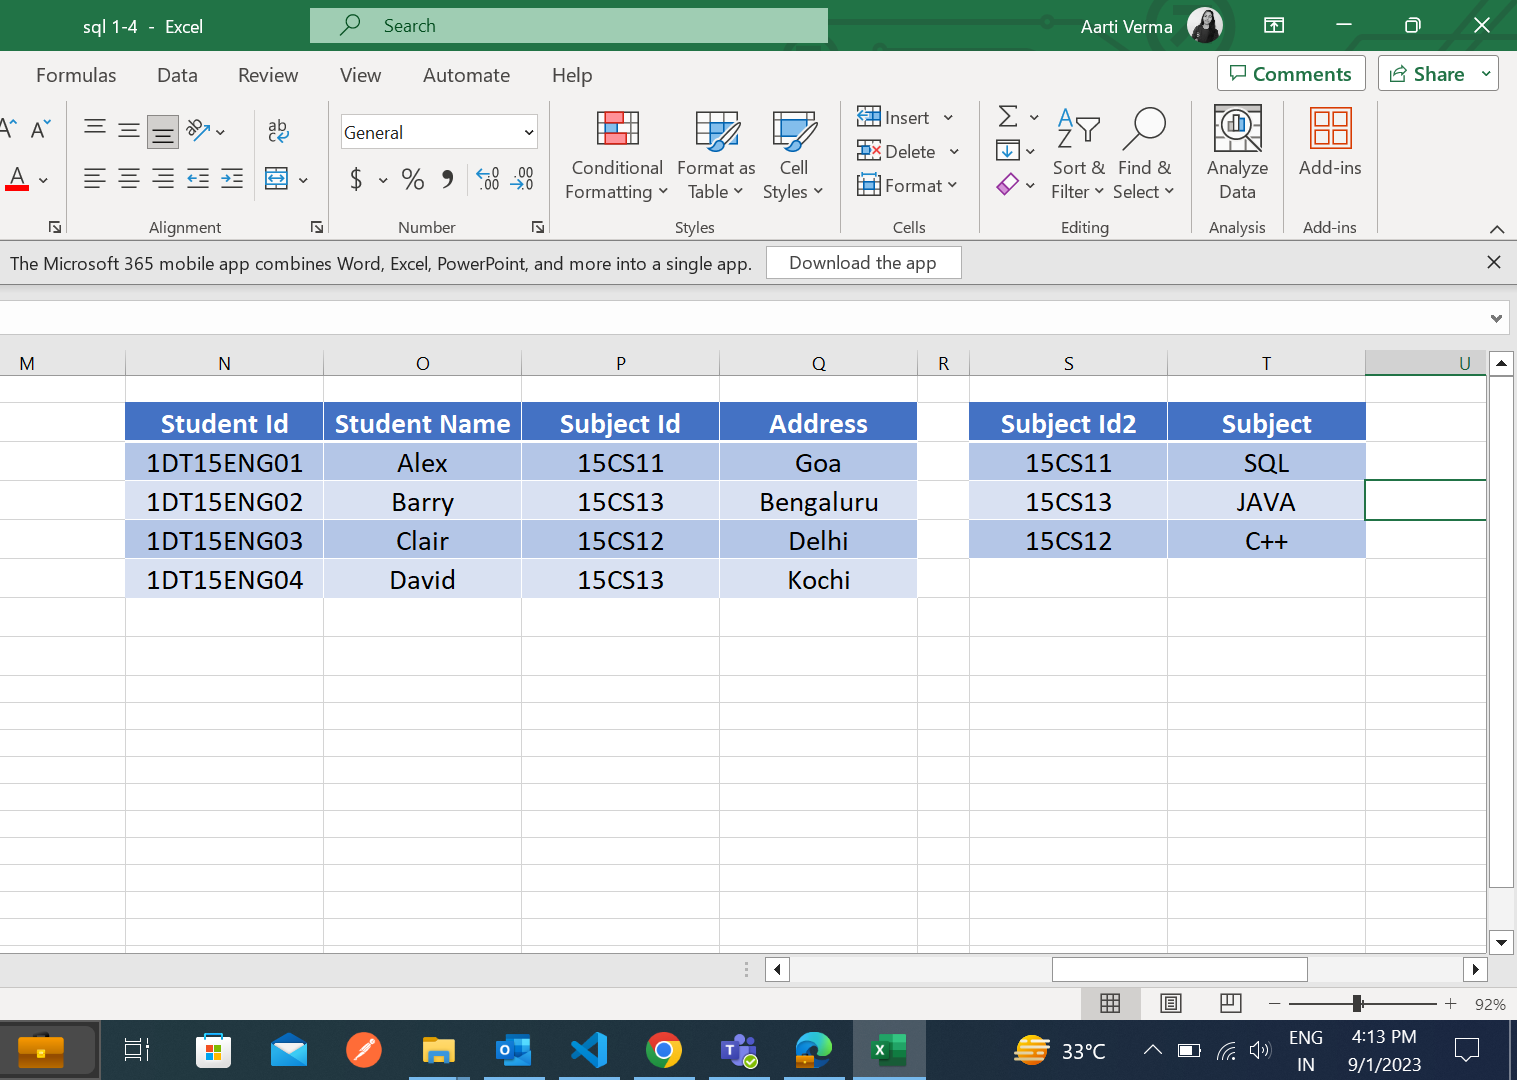 sql 1-4 - Excel
Search
Aarti Verma
Formulas Data Review View Automate Help
Comments Share
General
$ % 
Conditional Formatting
Format as Table
Cell Styles
Insert
Delete
Format
Sort & Filter
Find & Select
Analyze Data
Add-ins
Alignment Number Styles Cells Editing Analysis Add-ins
The Microsoft 365 mobile app combines Word, Excel, PowerPoint, and more into a single app. Download the app
M N O P Q R S T U
Student Id Student Name Subject Id Address Subject Id2 Subject
1DT15ENG01 Alex 15CS11 Goa 15CS11 SQL
1DT15ENG02 Barry 15CS13 Bengaluru 15CS13 JAVA
1DT15ENG03 Clair 15CS12 Delhi 15CS12 C++
1DT15ENG04 David 15CS13 Kochi
92%
33°C
ENG IN
4:13 PM
9/1/2023